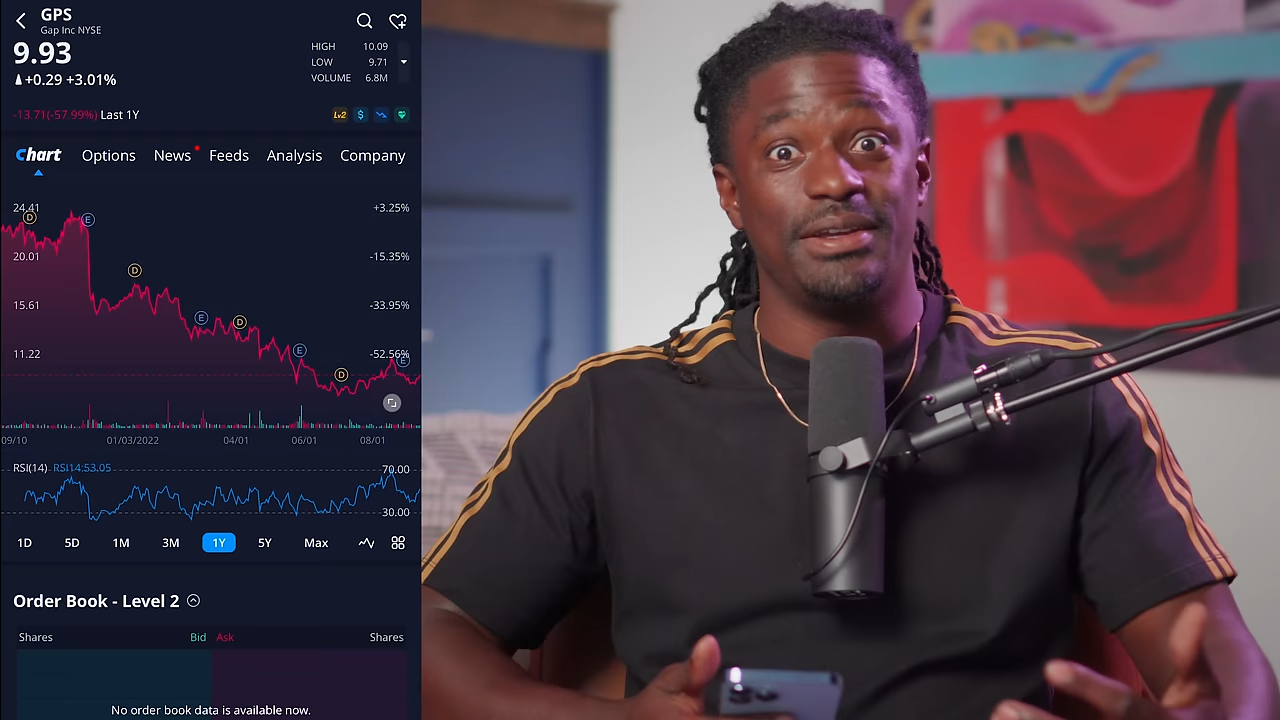 GPS
Gap Inc NYSE
9.93
+0.29 +3.01%
HIGH 10.09
LOW 9.71
VOLUME 6.8M
-13.71(-57.99%) Last 1Y
Lv2 $
Chart Options News Feeds Analysis Company
24.41 +3.25%
D E
20.01 -15.35%
D
15.61 -33.95%
E D
11.22 -52.56%
E E
D
09/10 01/03/2022 04/01 06/01 08/01
RSI(14) RSI14:53.05 70.00
30.00
1D 5D 1M 3M 1Y 5Y Max
Order Book - Level 2
Shares Bid Ask Shares
No order book data is available now.